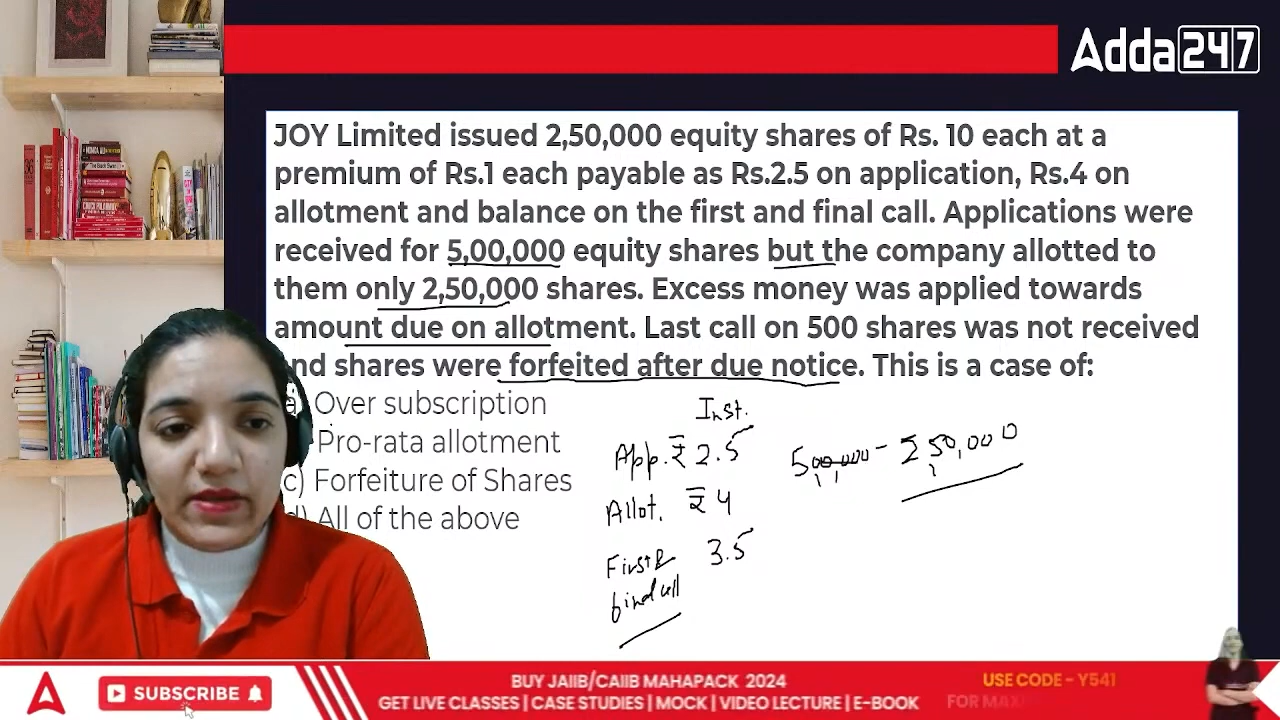 Adda247
JOY Limited issued 2,50,000 equity shares of Rs. 10 each at a
premium of Rs.1 each payable as Rs.2.5 on application, Rs.4 on
allotment and balance on the first and final call. Applications were
received for 5,00,000 equity shares but the company allotted to
them only 2,50,000 shares. Excess money was applied towards
amount due on allotment. Last call on 500 shares was not received
and shares were forfeited after due notice. This is a case of:
a) Over subscription
Pro-rata allotment
c) Forfeiture of Shares
d) All of the above
Inst.
App. ₹ 2.5
500,000 - 250,000
Allot. ₹ 4
First &
final call
3.5
SUBSCRIBE
BUY JAIIB/CAIIB MAHAPACK 2024
GET LIVE CLASSES | CASE STUDIES | MOCK | VIDEO LECTURE | E-BOOK
USE CODE - Y541
FOR MAX